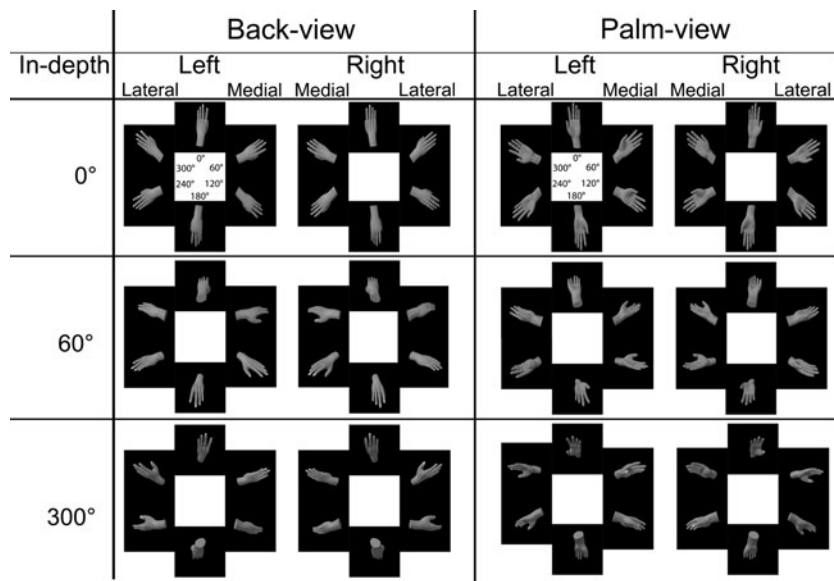 Back-view Palm-view
In-depth Left Right Left Right
Lateral Medial Medial Lateral Lateral Medial Medial Lateral
0°
0° 0°
300° 60° 300° 60°
240° 120° 240° 120°
180° 180°
60°
300°